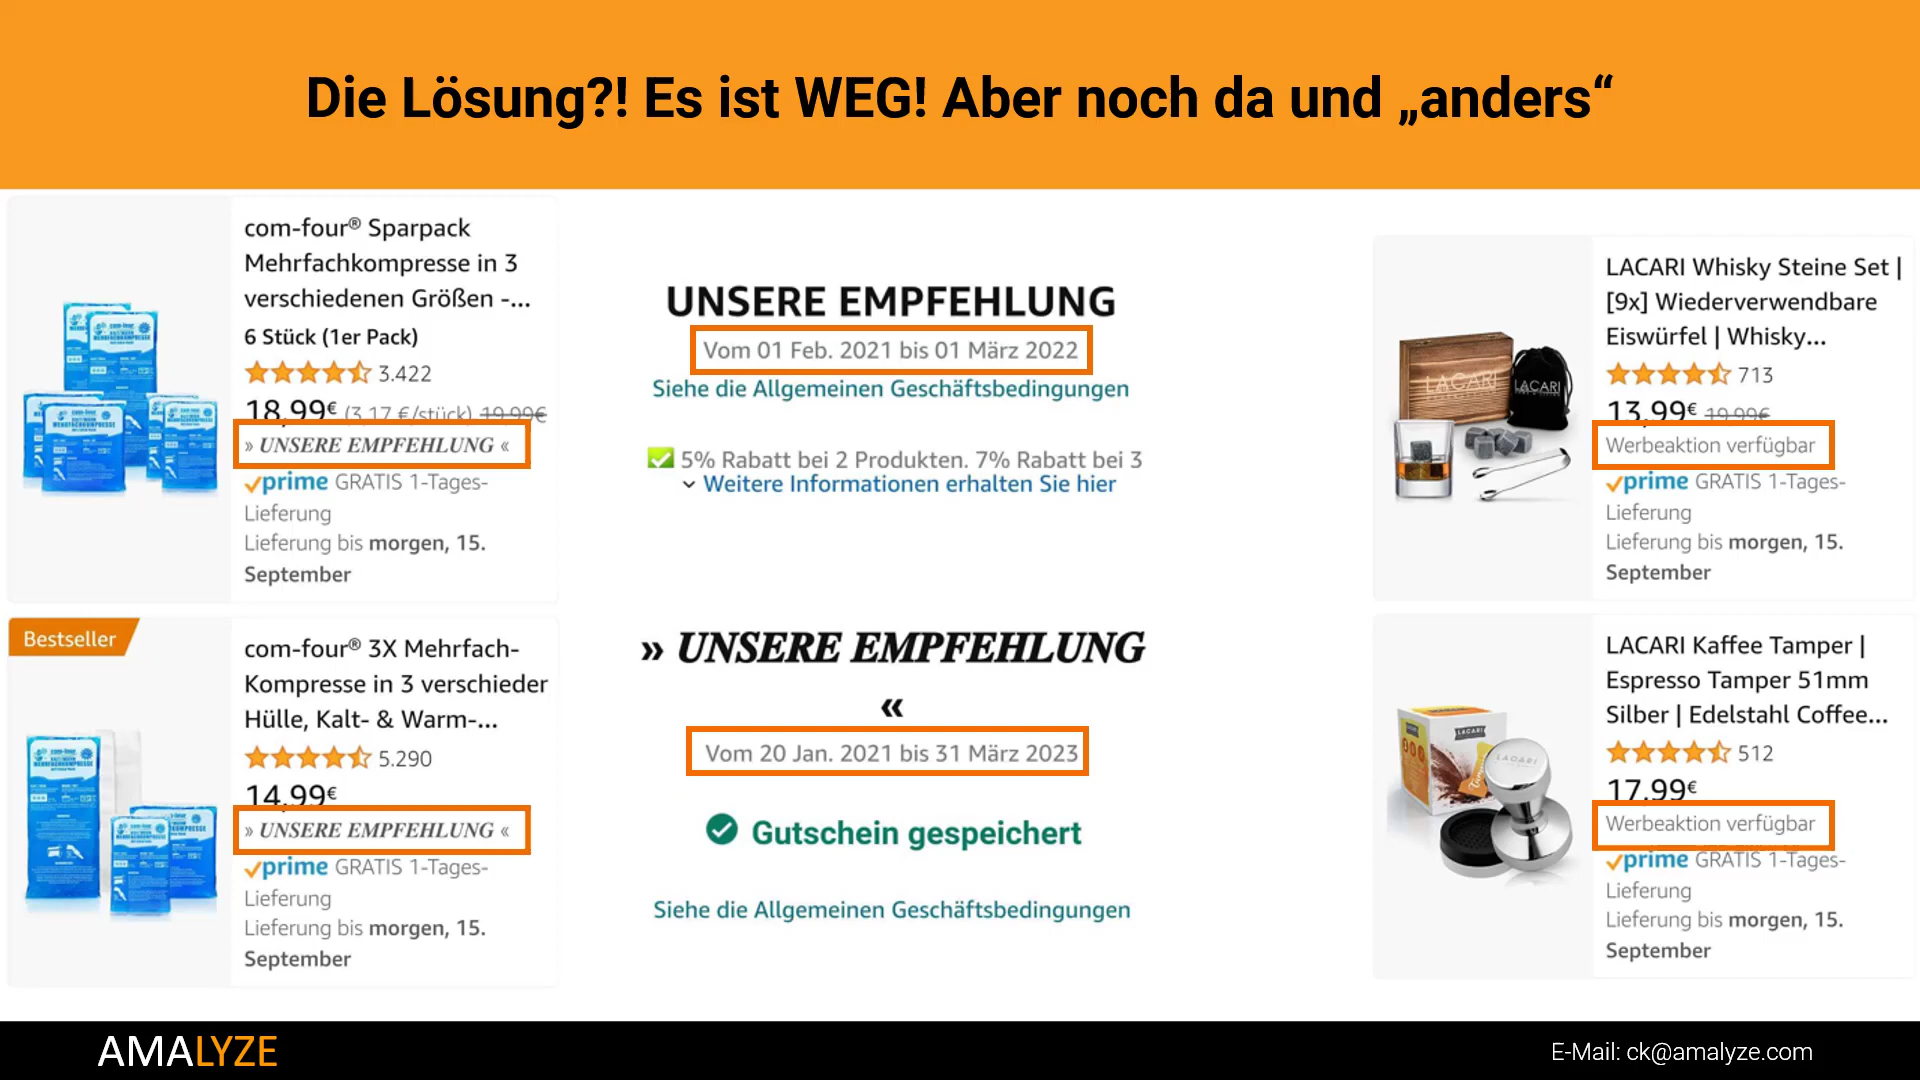 Die Lösung?! Es ist WEG! Aber noch da und „anders“
com-four® Sparpack
Mehrfachkompresse in 3
verschiedenen Größen -...
6 Stück (1er Pack)
3.422
18,99€ (3,17 €/stück) 19,99€
» UNSERE EMPFEHLUNG «
prime GRATIS 1-Tages-
Lieferung
Lieferung bis morgen, 15.
September
Bestseller
com-four® 3X Mehrfach-
Kompresse in 3 verschieder
Hülle, Kalt- & Warm-...
5.290
14,99€
» UNSERE EMPFEHLUNG «
prime GRATIS 1-Tages-
Lieferung
Lieferung bis morgen, 15.
September
UNSERE EMPFEHLUNG
Vom 01 Feb. 2021 bis 01 März 2022
Siehe die Allgemeinen Geschäftsbedingungen
5% Rabatt bei 2 Produkten. 7% Rabatt bei 3
Weitere Informationen erhalten Sie hier
» UNSERE EMPFEHLUNG
«
Vom 20 Jan. 2021 bis 31 März 2023
Gutschein gespeichert
Siehe die Allgemeinen Geschäftsbedingungen
LACARI
LACARI
LACARI Whisky Steine Set |
[9x] Wiederverwendbare
Eiswürfel | Whisky...
713
13,99€ 19,99€
Werbeaktion verfügbar
prime GRATIS 1-Tages-
Lieferung
Lieferung bis morgen, 15.
September
LACARI
LACARI
LACARI Kaffee Tamper |
Espresso Tamper 51mm
Silber | Edelstahl Coffee...
512
17,99€
Werbeaktion verfügbar
prime GRATIS 1-Tages-
Lieferung
Lieferung bis morgen, 15.
September
AMALYZE
E-Mail: ck@amalyze.com